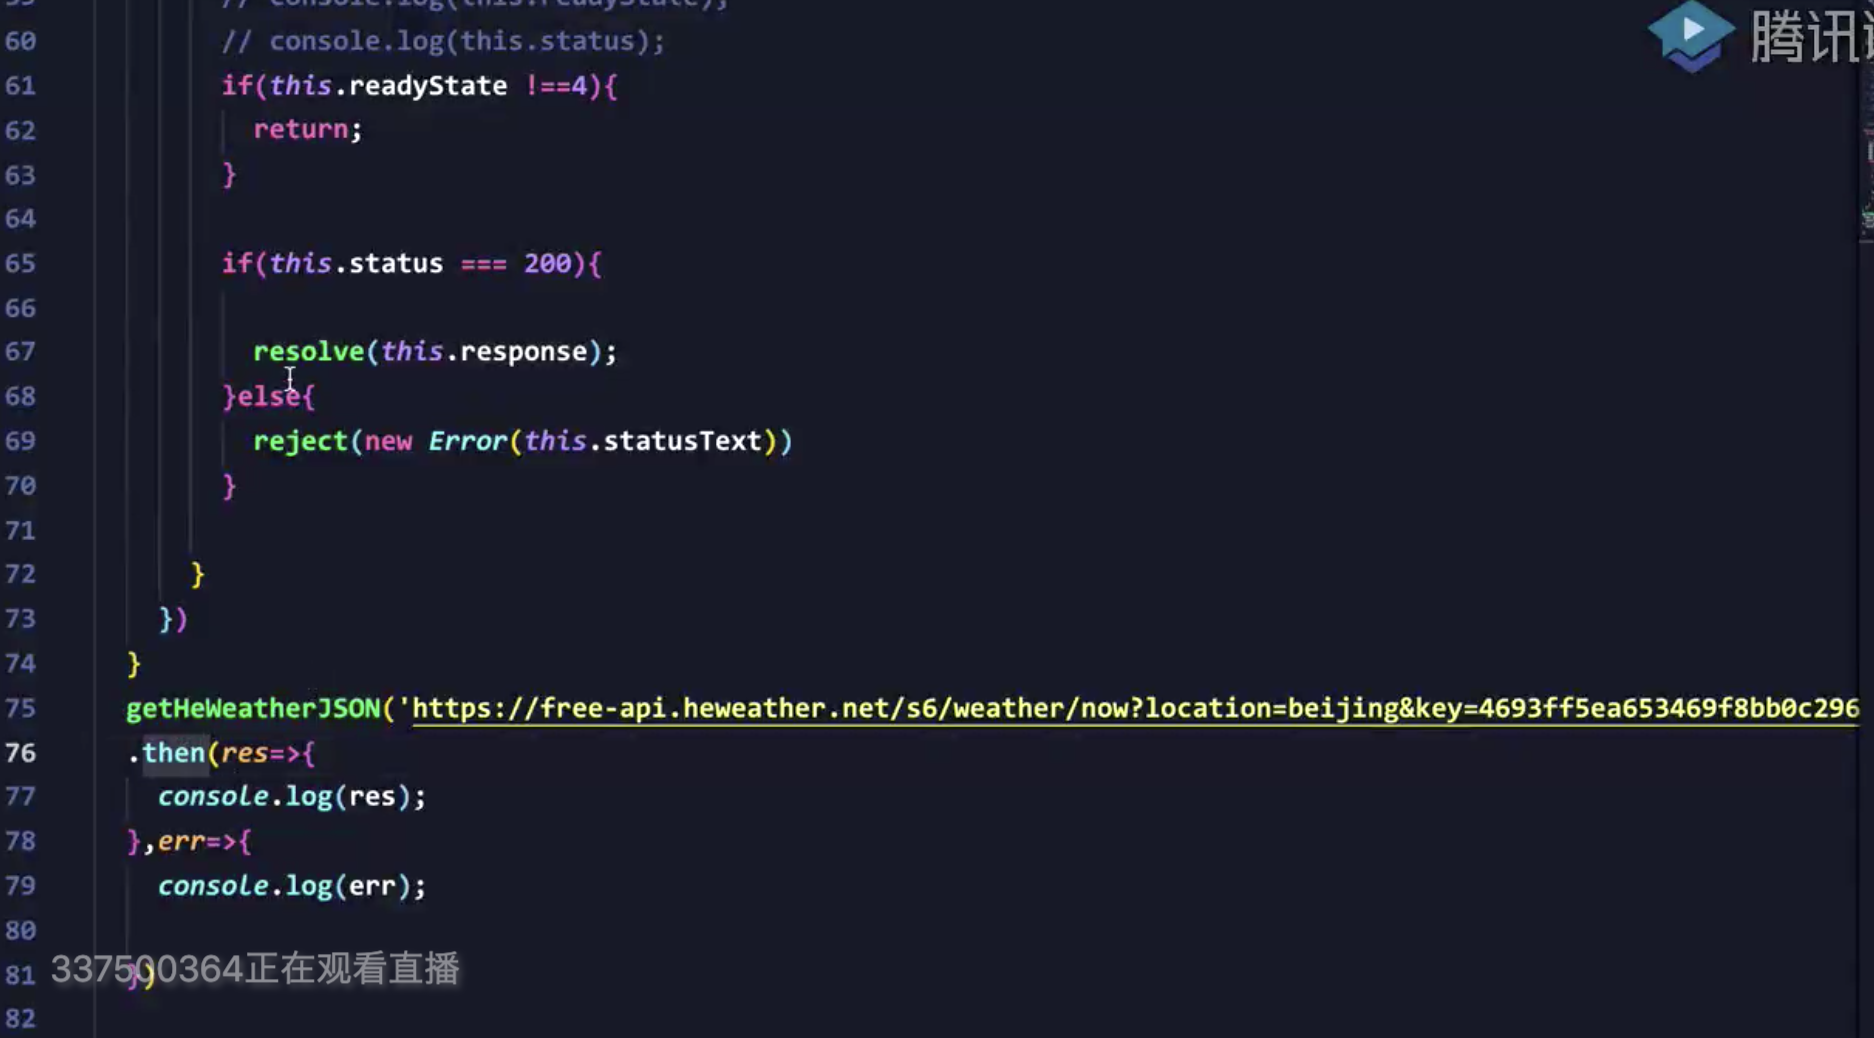 // console.log(this.readyState);
60 // console.log(this.status);
61 if(this.readyState !==4){
62 return;
63 }
64
65 if(this.status === 200){
66
67 resolve(this.response);
68 }else{
69 reject(new Error(this.statusText))
70 }
71
72 }
73 })
74 }
75 getHeWeatherJSON('https://free-api.heweather.net/s6/weather/now?location=beijing&key=4693ff5ea653469f8bb0c296
76 .then(res=>{
77 console.log(res);
78 },err=>{
79 console.log(err);
80
81 })
82
腾讯
337500364正在观看直播